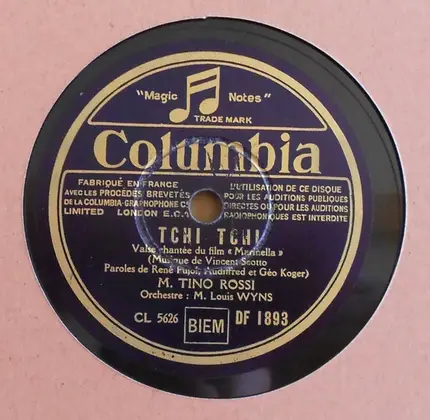 "Magic Notes"
TRADE MARK
Columbia
FABRIQUÉ EN FRANCE
AVEC LES PROCÉDÉS BREVETÉS
DE LA COLUMBIA-GRAPHOPHONE CO
LIMITED LONDON E.C.1
L'UTILISATION DE CE DISQUE
POUR LES AUDITIONS PUBLIQUES
DIRECTES OU POUR LES AUDITIONS
RADIOPHONIQUES EST INTERDITE
TCHI TCHI
Valse chantée du film « Marinella »
(Musique de Vincent Scotto
Paroles de René Pujol, Audiffred et Géo Koger)
M. TINO ROSSI
Orchestre : M. Louis WYNS
CL 5626 BIEM DF 1893